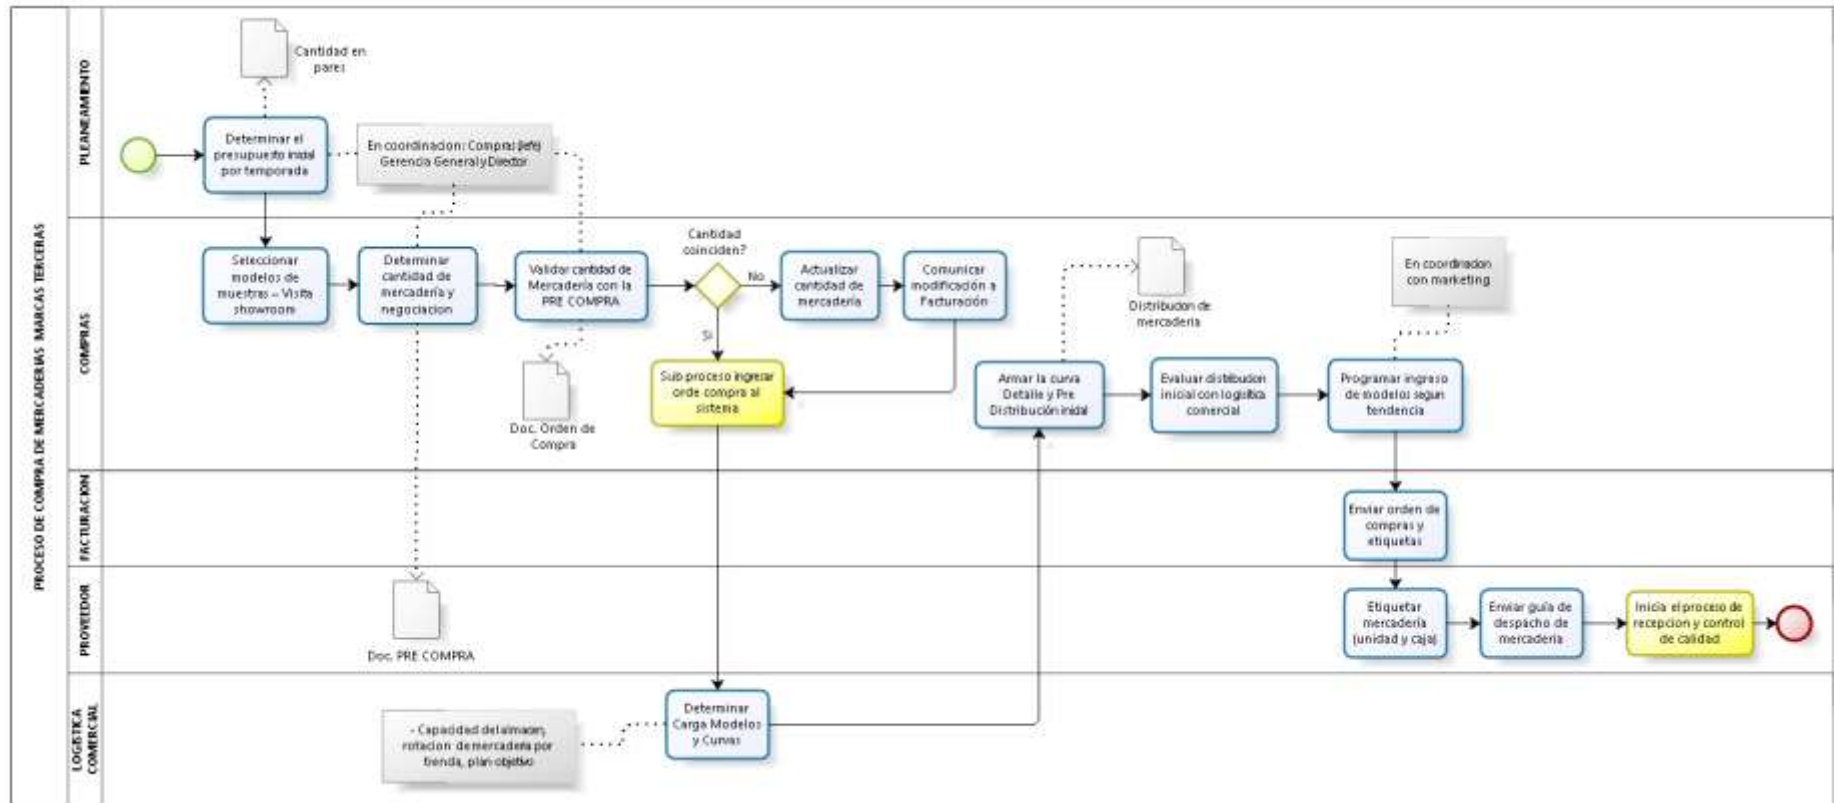 PROCESO DE COMPRA DE MERCADERIAS MARCAS TERCERAS
PLEANEAMIENTO
Cantidad en
pares
Determinar el
presupuesto inicial
por temporada
En coordinacion: Compras (Jefe)
Gerencia General y Director
COMPRAS
Seleccionar
modelos de
muestras – Visita
showroom
Determinar
cantidad de
mercadería y
negociacion
Validar cantidad de
Mercadería con la
PRE COMPRA
Cantidad
coinciden?
No
Si
Actualizar
cantidad de
mercadería
Comunicar
modificación a
Facturación
Doc. Orden de
Compra
Sub proceso ingresar
orde compra al
sistema
Distribucion de
mercaderia
En coordinacion
con marketing
Armar la curva
Detalle y Pre
Distribución inicial
Evaluar distribucion
inicial con logisitca
comercial
Programar ingreso
de modelos segun
tendencia
FACTURACION
Enviar orden de
compras y
etiquetas
PROVEEDOR
Doc. PRE COMPRA
Etiquetar
mercadería
(unidad y caja)
Enviar guía de
despacho de
mercadería
Inicia el proceso de
recepcion y control
de calidad
LOGISTICA
COMERCIAL
- Capacidad del almacen,
rotacion de mercaderia por
tienda, plan objetivo
Determinar
Carga Modelos
y Curvas